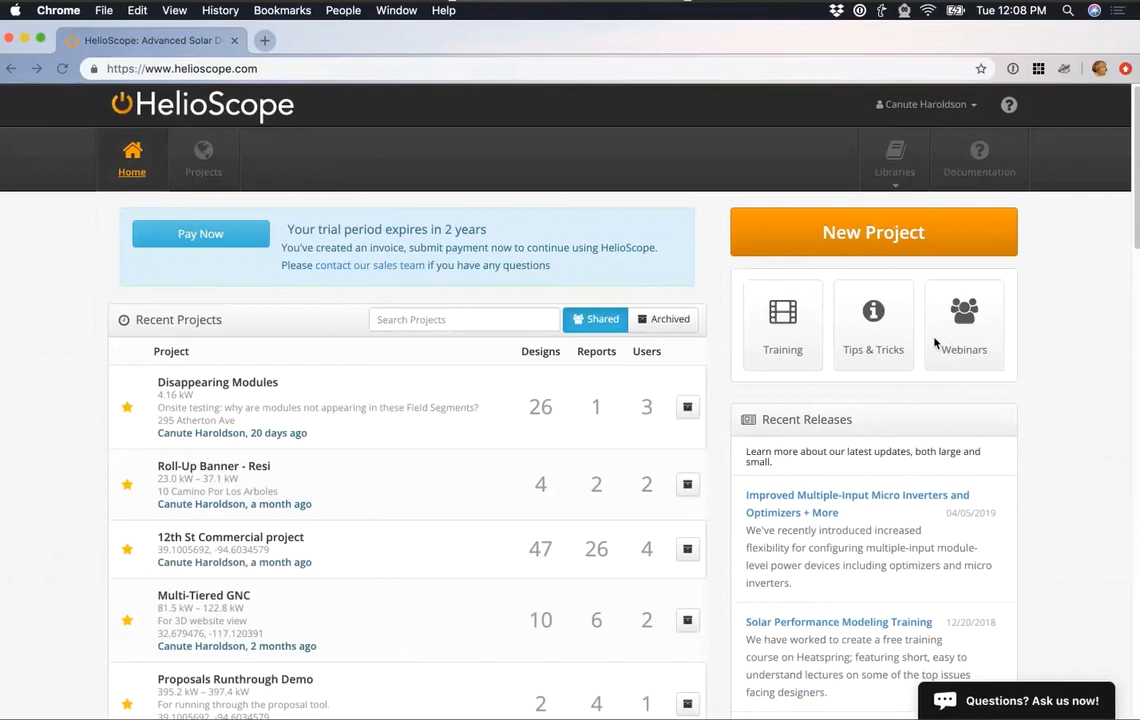 Chrome File Edit View History Bookmarks People Window Help Tue 12:08 PM
HelioScope: Advanced Solar D
https://www.helioscope.com
HelioScope
Canute Haroldson
Home
Projects
Libraries
Documentation
Pay Now
Your trial period expires in 2 years
You've created an invoice, submit payment now to continue using HelioScope.
Please contact our sales team if you have any questions
New Project
Training
Tips & Tricks
Webinars
Recent Projects
Search Projects
Shared
Archived
Project Designs Reports Users
Disappearing Modules
4.16 kW
Onsite testing: why are modules not appearing in these Field Segments?
295 Atherton Ave
Canute Haroldson, 20 days ago
26 1 3
Roll-Up Banner - Resi
23.0 kW – 37.1 kW
10 Camino Por Los Arboles
Canute Haroldson, a month ago
4 2 2
12th St Commercial project
39.1005692, -94.6034579
Canute Haroldson, a month ago
47 26 4
Multi-Tiered GNC
81.5 kW – 122.8 kW
For 3D website view
32.679476, -117.120391
Canute Haroldson, 2 months ago
10 6 2
Proposals Runthrough Demo
395.2 kW – 397.4 kW
For running through the proposal tool.
39.1005692, -94.6034579
2 4 1
Recent Releases
Learn more about our latest updates, both large and
small.
Improved Multiple-Input Micro Inverters and
Optimizers + More 04/05/2019
We've recently introduced increased
flexibility for configuring multiple-input module-
level power devices including optimizers and micro
inverters.
Solar Performance Modeling Training 12/20/2018
We have worked to create a free training
course on Heatspring; featuring short, easy to
understand lectures on some of the top issues
facing designers.
Questions? Ask us now!